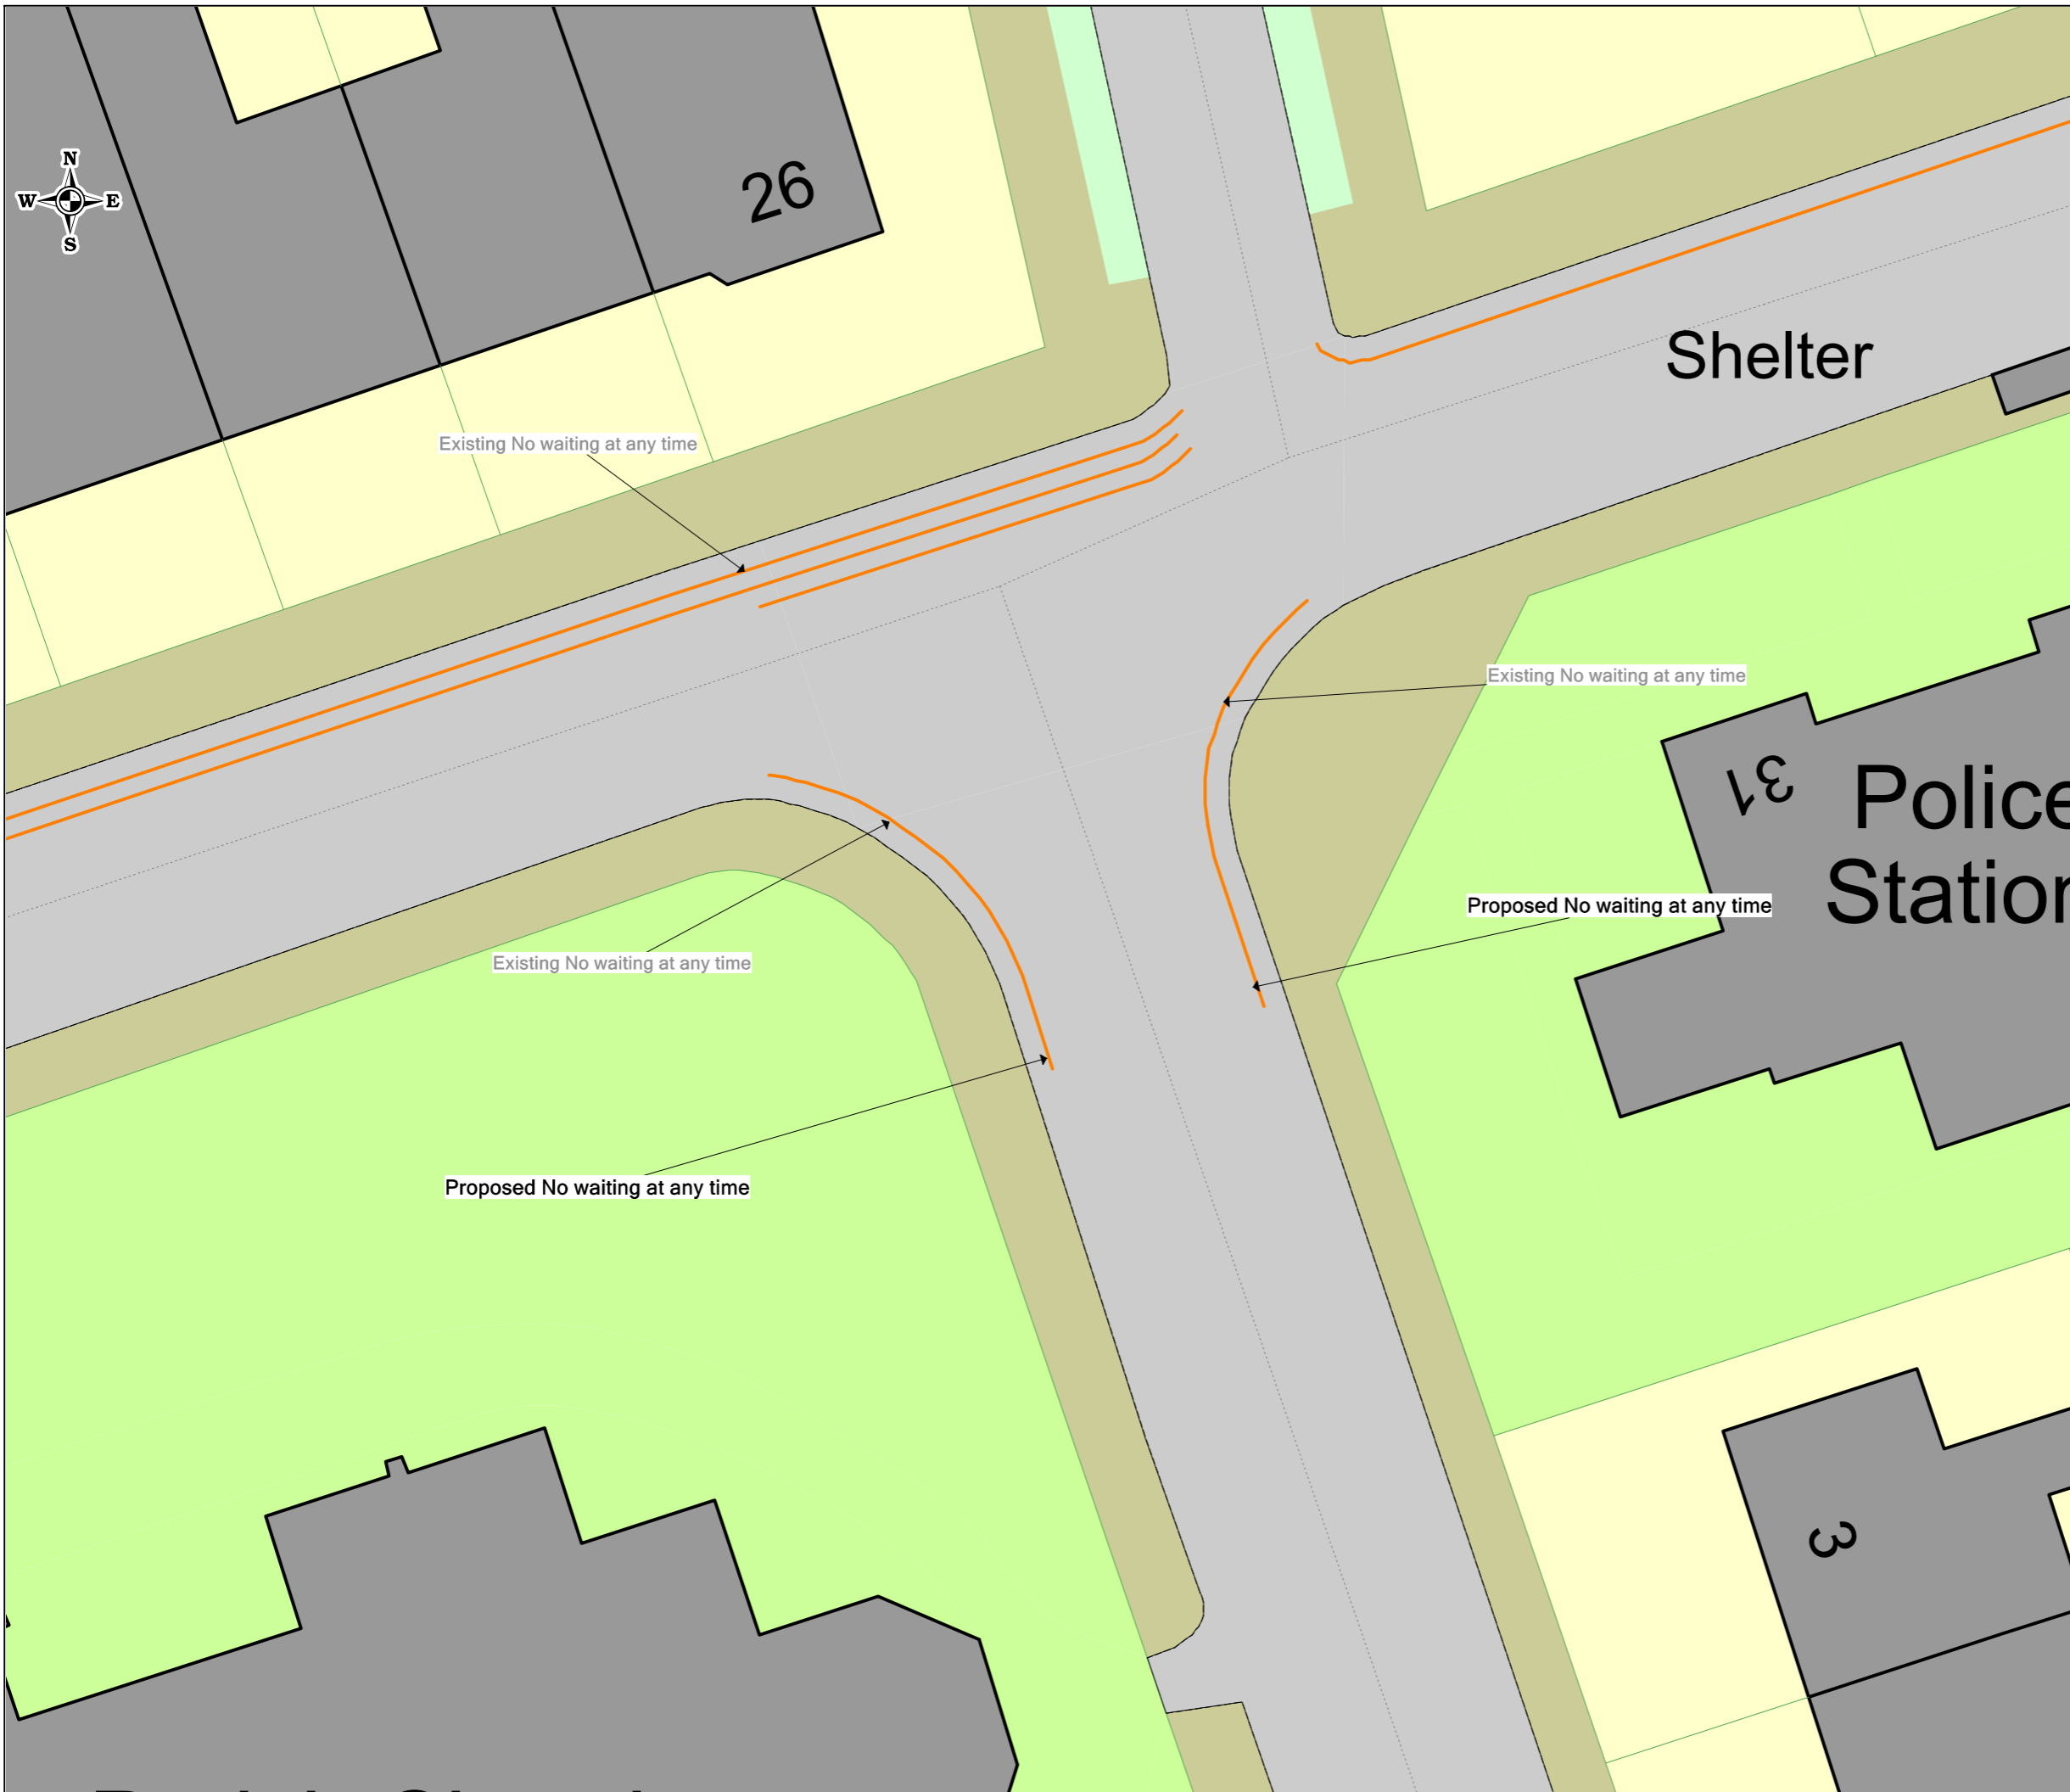 N
W E
S
26
Shelter
Existing No waiting at any time
Existing No waiting at any time
31
Police
Station
Proposed No waiting at any time
Existing No waiting at any time
Proposed No waiting at any time
3